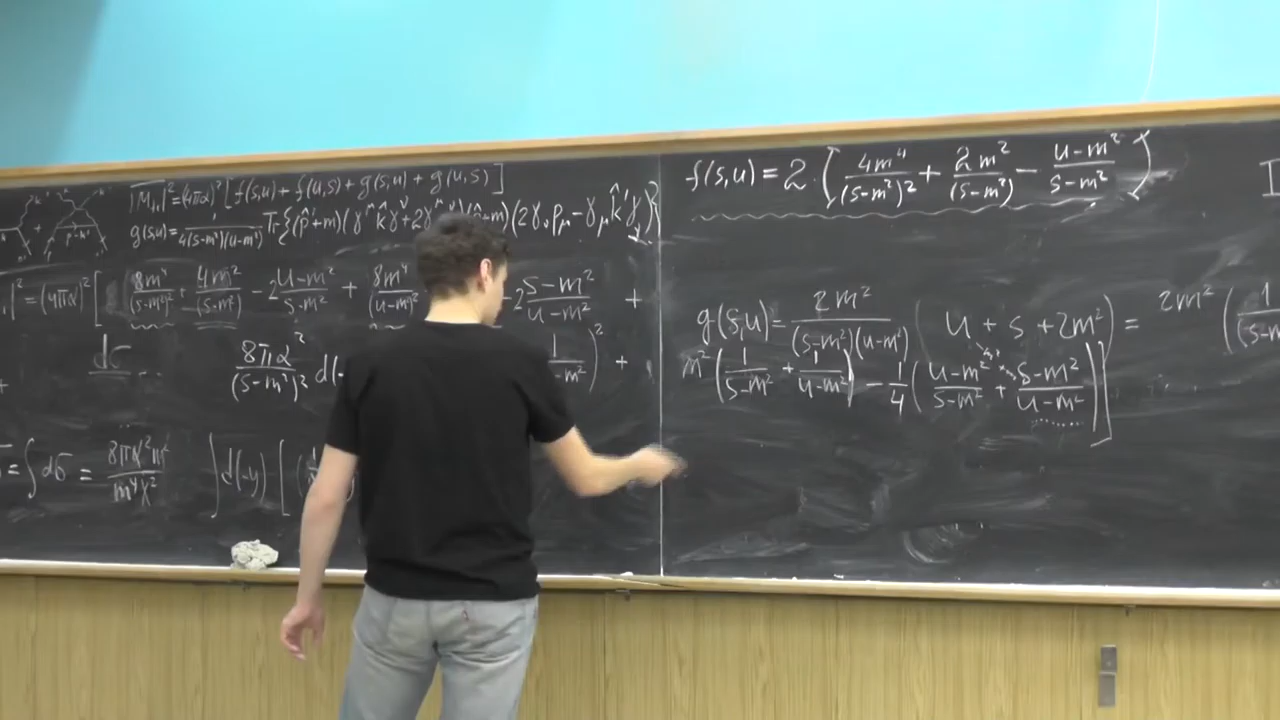 |M_fi|² = (4πα)² [f(s,u) + f(u,s) + g(s,u) + g(u,s)]
g(s,u) = 1/(4(s-m²)(u-m²)) Tr{(p̂'+m)(γ^μ k̂ γ^ν + 2γ^μ +m)(2γ_ν p_μ - γ_μ k̂' γ_ν)}
|² = (4πα)² [ 8m⁴/(s-m²)² + 4m²/(s-m²) - 2 (u-m²)/(s-m²) + 8m⁴/(u-m²) - 2 (s-m²)/(u-m²) +
dσ 8πα²/(s-m²)² d(- )² +
= ∫dσ = 8πα²m²/(m⁴x²) ∫d(-y) [(
f(s,u) = 2·( 4m⁴/(s-m²)² + 2m²/(s-m²) - (u-m²)/(s-m²) )
g(s,u) = 2m²/((s-m²)(u-m²)) ( u + s + 2m² ) = 2m² ( 1/(s-m
m² ( 1/(s-m²) + 1/(u-m²) ) - 1/4 ( (u-m²)/(s-m²) + (s-m²)/(u-m²) ) ]